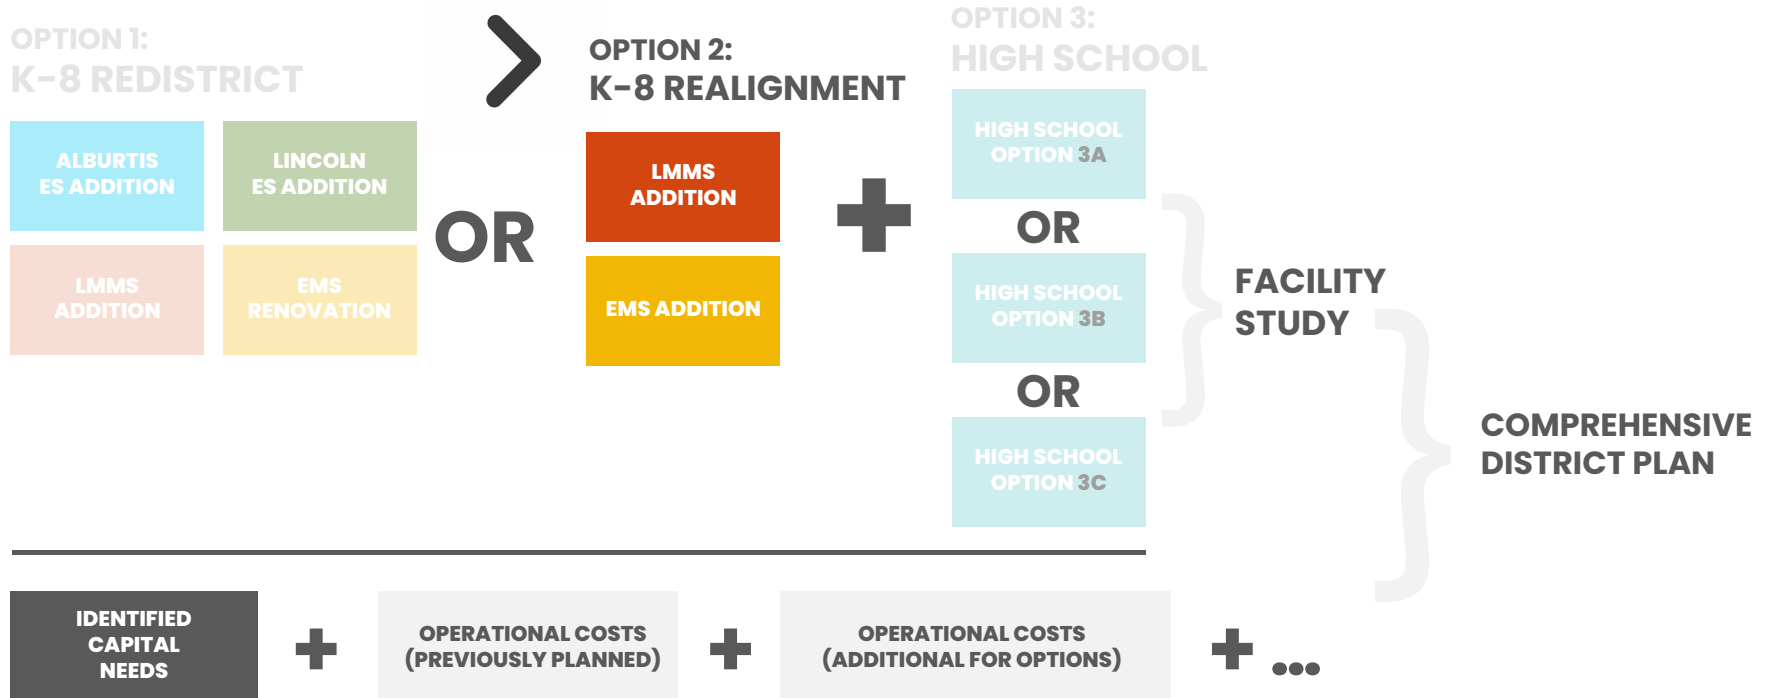 OPTION 1:
K-8 REDISTRICT
ALBURTIS
ES ADDITION
LINCOLN
ES ADDITION
LMMS
ADDITION
EMS
RENOVATION
OR
OPTION 2:
K-8 REALIGNMENT
LMMS
ADDITION
EMS ADDITION
+
OPTION 3:
HIGH SCHOOL
HIGH SCHOOL
OPTION 3A
OR
HIGH SCHOOL
OPTION 3B
OR
HIGH SCHOOL
OPTION 3C
FACILITY
STUDY
COMPREHENSIVE
DISTRICT PLAN
IDENTIFIED
CAPITAL
NEEDS
+
OPERATIONAL COSTS
(PREVIOUSLY PLANNED)
+
OPERATIONAL COSTS
(ADDITIONAL FOR OPTIONS)
+ ...